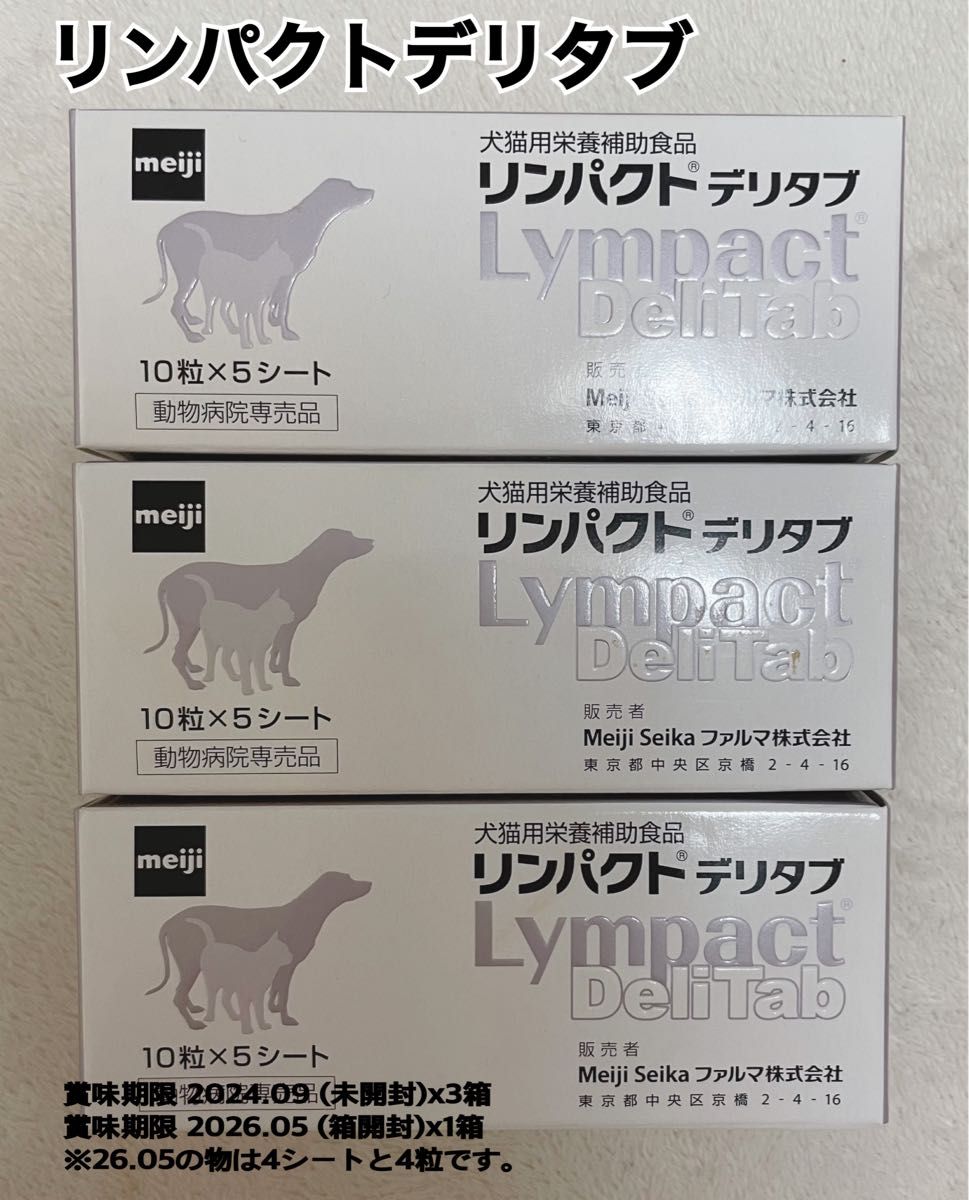 リンパクトデリタブ
meiji
犬猫用栄養補助食品
リンパクト® デリタブ
Lympact®
DeliTab
10粒×5シート
動物病院専売品
販売
Meij ファルマ株式会社
東京都 2-4-16
meiji
犬猫用栄養補助食品
リンパクト® デリタブ
Lympact
DeliTab
10粒×5シート
動物病院専売品
販売者
Meiji Seika ファルマ株式会社
東京都中央区京橋 2-4-16
meiji
犬猫用栄養補助食品
リンパクト® デリタブ
Lympact®
DeliTab
10粒×5シート
動物病院専売品
販売者
Meiji Seika ファルマ株式会社
東京都中央区京橋 2-4-16
賞味期限 2024.09 (未開封)x3箱
賞味期限 2026.05 (箱開封)x1箱
※26.05の物は4シートと4粒です。